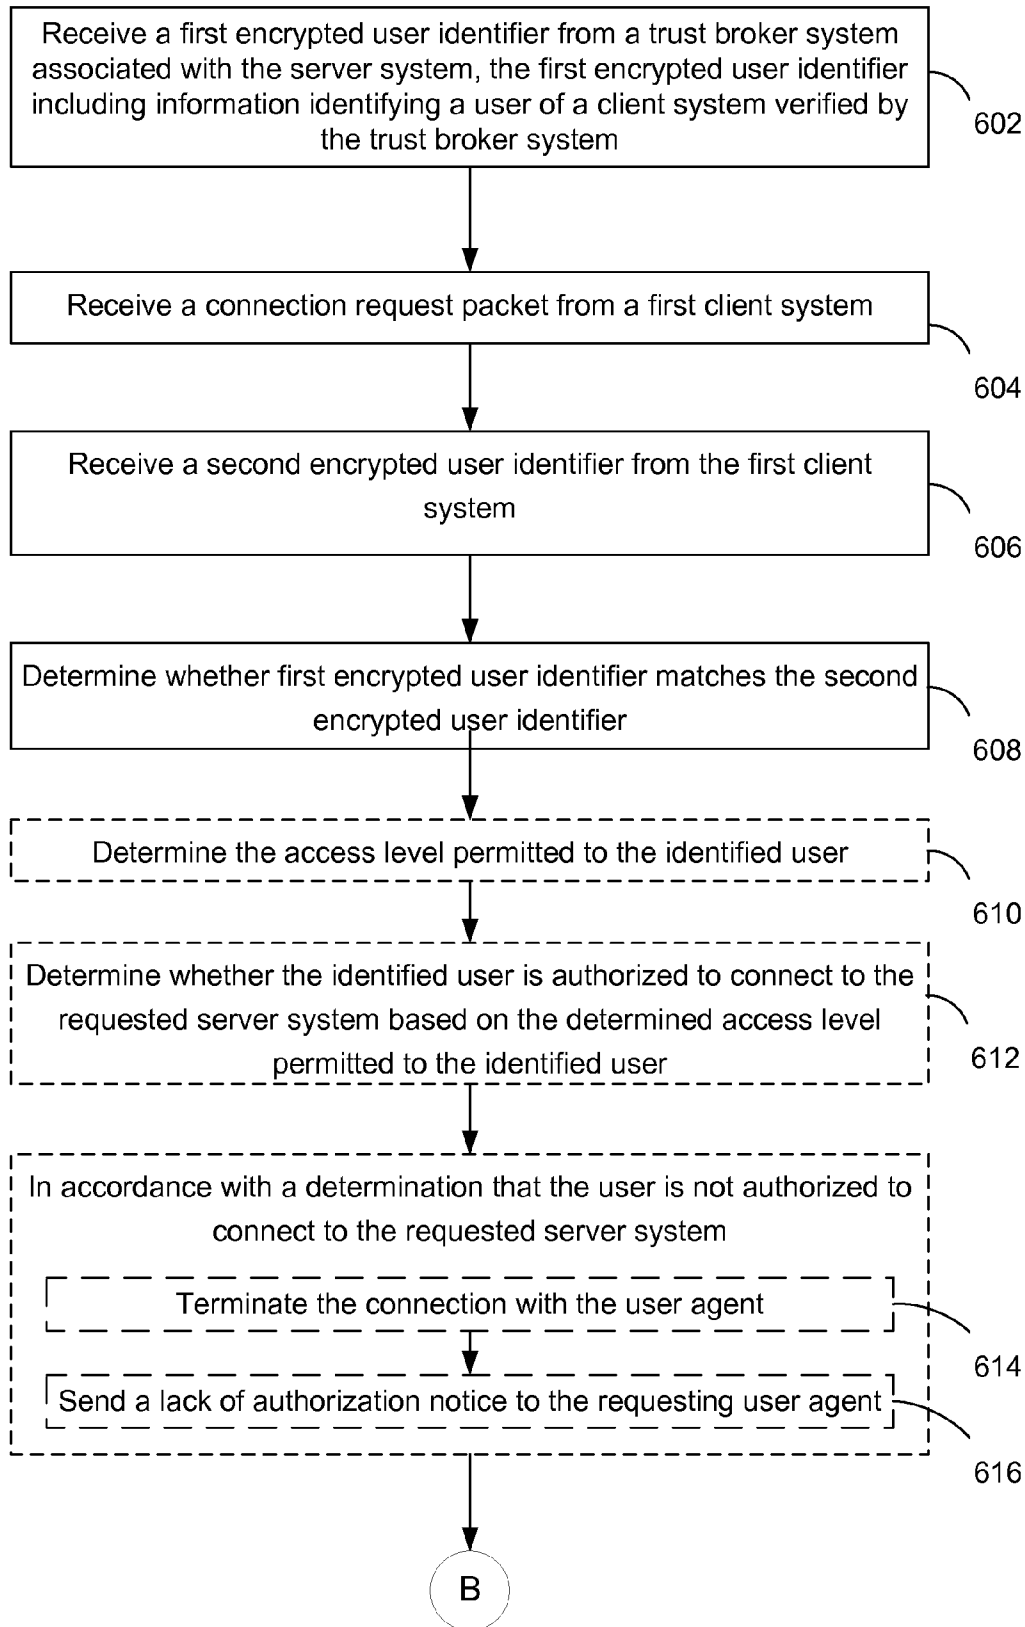 Receive a first encrypted user identifier from a trust broker system
associated with the server system, the first encrypted user identifier
including information identifying a user of a client system verified by
the trust broker system
602
Receive a connection request packet from a first client system
604
Receive a second encrypted user identifier from the first client
system
606
Determine whether first encrypted user identifier matches the second
encrypted user identifier
608
Determine the access level permitted to the identified user
610
Determine whether the identified user is authorized to connect to the
requested server system based on the determined access level
permitted to the identified user
612
In accordance with a determination that the user is not authorized to
connect to the requested server system
Terminate the connection with the user agent
614
Send a lack of authorization notice to the requesting user agent
616
B